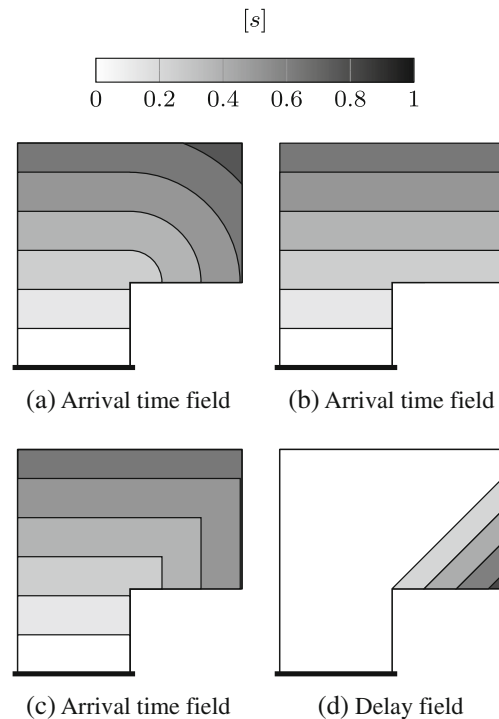 [s]
0 0.2 0.4 0.6 0.8 1
(a) Arrival time field (b) Arrival time field
(c) Arrival time field (d) Delay field